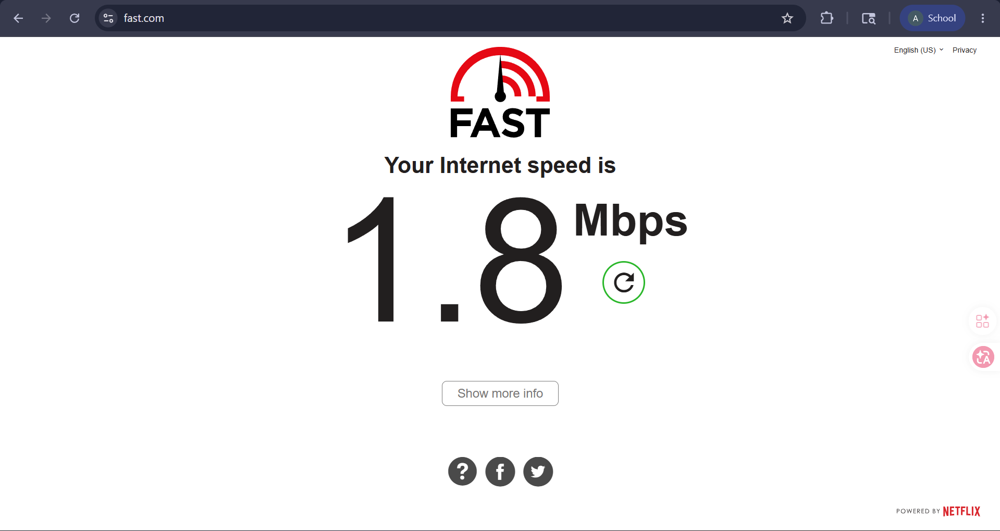 fast.com
A School
English (US) Privacy
FAST
Your Internet speed is
1.8 Mbps
Show more info
POWERED BY NETFLIX